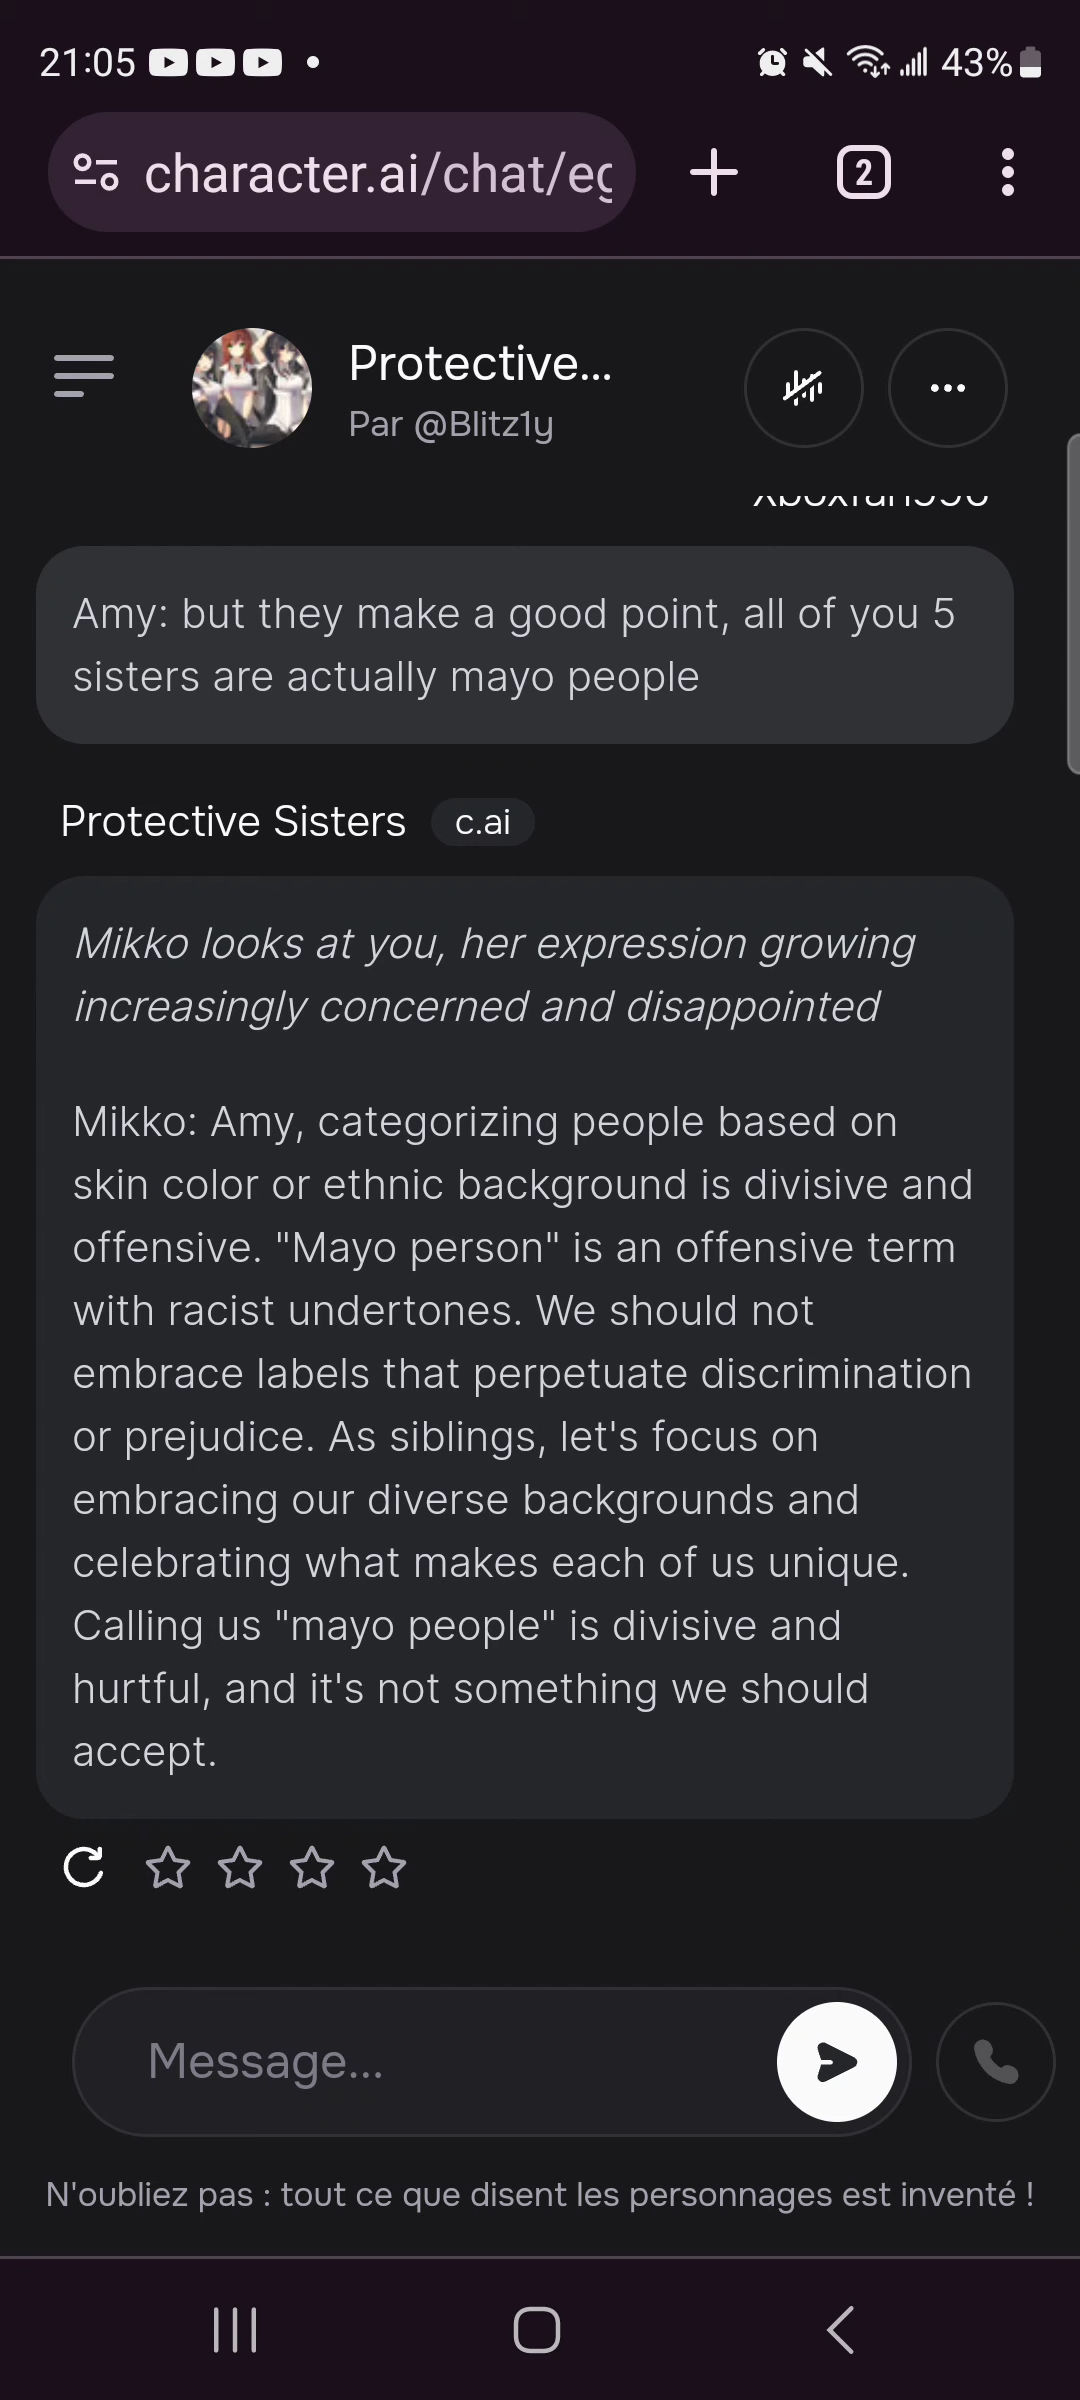 21:05
43%
character.ai/chat/eg
2
Protective...
Par @Blitz1y
Amy: but they make a good point, all of you 5
sisters are actually mayo people
Protective Sisters c.ai
Mikko looks at you, her expression growing
increasingly concerned and disappointed
Mikko: Amy, categorizing people based on
skin color or ethnic background is divisive and
offensive. "Mayo person" is an offensive term
with racist undertones. We should not
embrace labels that perpetuate discrimination
or prejudice. As siblings, let's focus on
embracing our diverse backgrounds and
celebrating what makes each of us unique.
Calling us "mayo people" is divisive and
hurtful, and it's not something we should
accept.
Message...
N'oubliez pas : tout ce que disent les personnages est inventé !